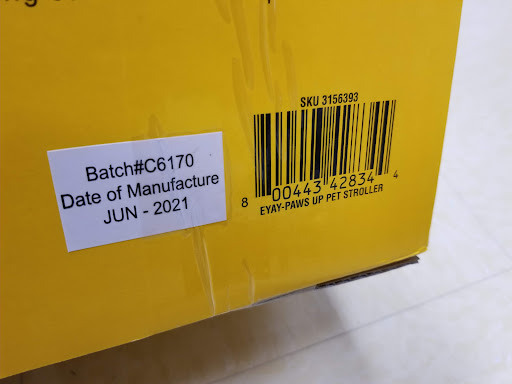 SKU 3156393
8 00443 42834 4
EYAY-PAWS UP PET STROLLER
Batch#C6170
Date of Manufacture
JUN - 2021